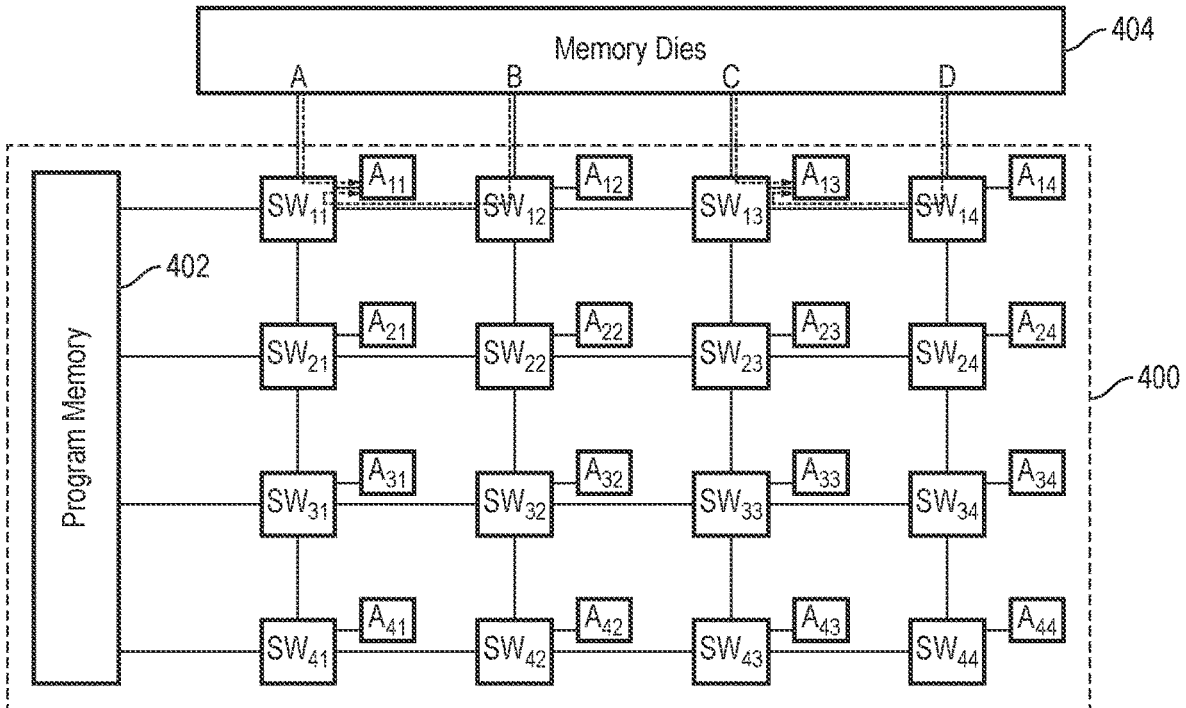 404
Memory Dies
A B C D
A11 A12 A13 A14
SW11 SW12 SW13 SW14
402
A21 A22 A23 A24
SW21 SW22 SW23 SW24
400
Program Memory
A31 A32 A33 A34
SW31 SW32 SW33 SW34
A41 A42 A43 A44
SW41 SW42 SW43 SW44